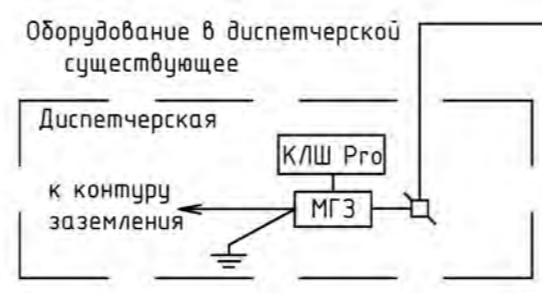 Оборудование в диспетчерской
существующее
Диспетчерская
КЛШ Pro
к контуру
заземления
МГЗ